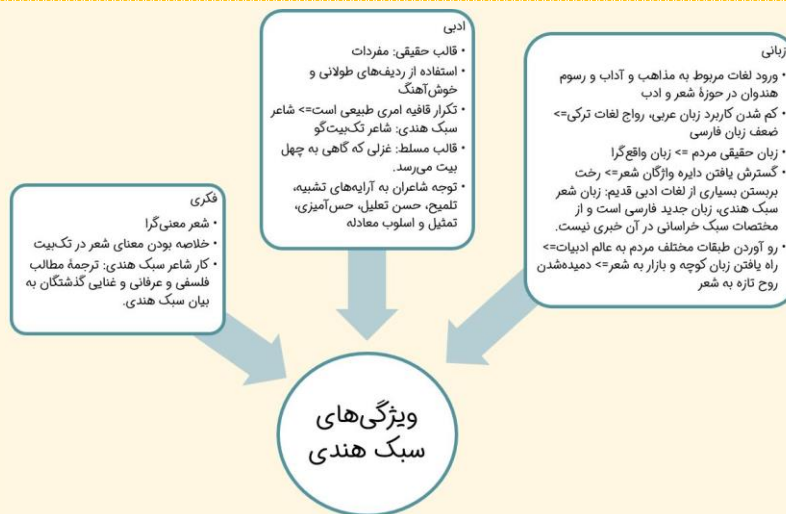 زبانی
• ورود لغات مربوط به مذاهب و آداب و رسوم
هندوان در حوزۀ شعر و ادب
• کم شدن کاربرد زبان عربی، رواج لغات ترکی=>
ضعف زبان فارسی
• زبان حقیقی مردم => زبان واقع‌گرا
• گسترش یافتن دایره واژگان شعر=> رخت
بربستن بسیاری از لغات ادبی قدیم: زبان شعر
سبک هندی، زبان جدید فارسی است و از
مختصات سبک خراسانی در آن خبری نیست.
• رو آوردن طبقات مختلف مردم به عالم ادبیات=>
راه یافتن زبان کوچه و بازار به شعر=> دمیده‌شدن
روح تازه به شعر
ادبی
• قالب حقیقی: مفردات
• استفاده از ردیف‌های طولانی و
خوش‌آهنگ
• تکرار قافیه امری طبیعی است=> شاعر
سبک هندی: شاعر تک‌بیت‌گو
• قالب مسلط: غزلی که گاهی به چهل
بیت می‌رسد.
• توجه شاعران به آرایه‌های تشبیه،
تلمیح، حسن تعلیل، حس‌آمیزی،
تمثیل و اسلوب معادله
فکری
• شعر معنی‌گرا
• خلاصه بودن معنای شعر در تک‌بیت
• کار شاعر سبک هندی: ترجمۀ مطالب
فلسفی و عرفانی و غنایی گذشتگان به
بیان سبک هندی.
ویژگی‌های
سبک هندی